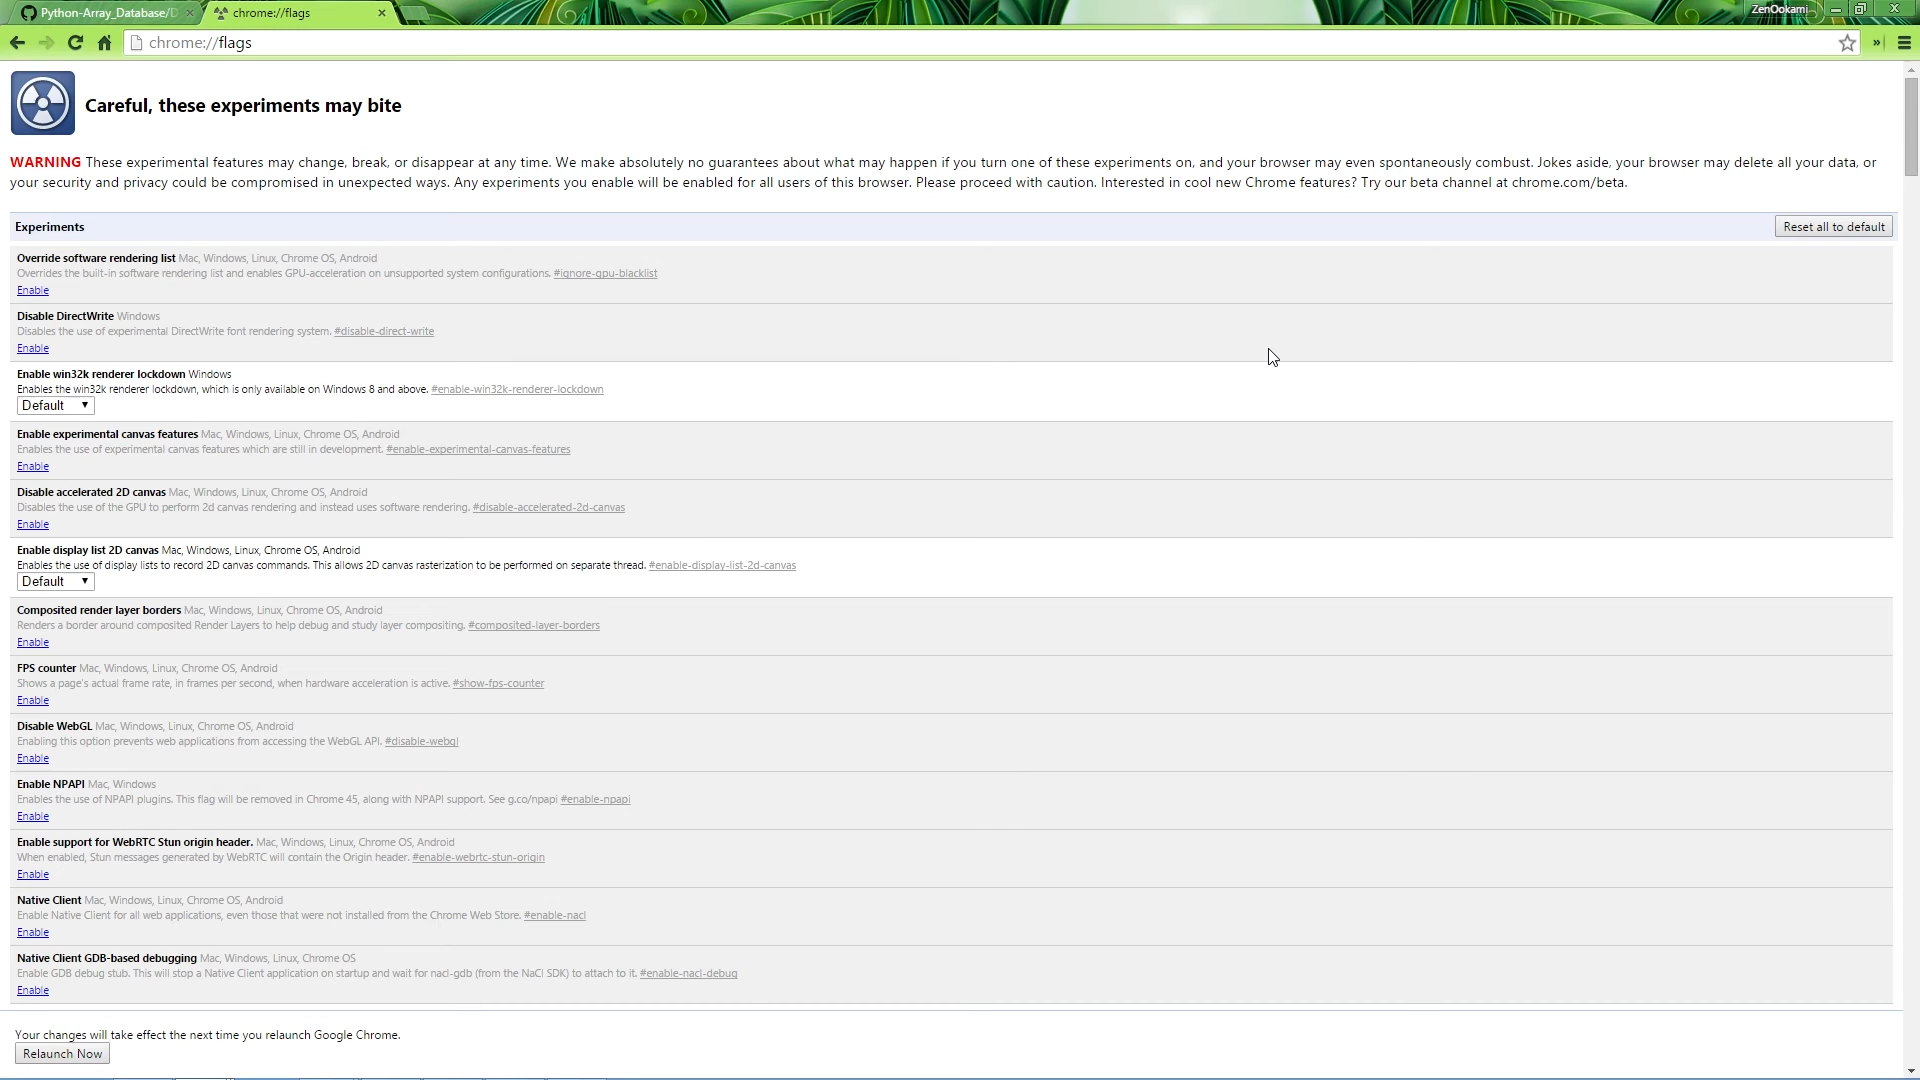 Python-Array_Database/D
chrome://flags
ZenOokami
chrome://flags
»
Careful, these experiments may bite
WARNING These experimental features may change, break, or disappear at any time. We make absolutely no guarantees about what may happen if you turn one of these experiments on, and your browser may even spontaneously combust. Jokes aside, your browser may delete all your data, or
your security and privacy could be compromised in unexpected ways. Any experiments you enable will be enabled for all users of this browser. Please proceed with caution. Interested in cool new Chrome features? Try our beta channel at chrome.com/beta.
Experiments
Reset all to default
Override software rendering list Mac, Windows, Linux, Chrome OS, Android
Overrides the built-in software rendering list and enables GPU-acceleration on unsupported system configurations. #ignore-gpu-blacklist
Enable
Disable DirectWrite Windows
Disables the use of experimental DirectWrite font rendering system. #disable-direct-write
Enable
Enable win32k renderer lockdown Windows
Enables the win32k renderer lockdown, which is only available on Windows 8 and above. #enable-win32k-renderer-lockdown
Default
Enable experimental canvas features Mac, Windows, Linux, Chrome OS, Android
Enables the use of experimental canvas features which are still in development. #enable-experimental-canvas-features
Enable
Disable accelerated 2D canvas Mac, Windows, Linux, Chrome OS, Android
Disables the use of the GPU to perform 2d canvas rendering and instead uses software rendering. #disable-accelerated-2d-canvas
Enable
Enable display list 2D canvas Mac, Windows, Linux, Chrome OS, Android
Enables the use of display lists to record 2D canvas commands. This allows 2D canvas rasterization to be performed on separate thread. #enable-display-list-2d-canvas
Default
Composited render layer borders Mac, Windows, Linux, Chrome OS, Android
Renders a border around composited Render Layers to help debug and study layer compositing. #composited-layer-borders
Enable
FPS counter Mac, Windows, Linux, Chrome OS, Android
Shows a page's actual frame rate, in frames per second, when hardware acceleration is active. #show-fps-counter
Enable
Disable WebGL Mac, Windows, Linux, Chrome OS, Android
Enabling this option prevents web applications from accessing the WebGL API. #disable-webgl
Enable
Enable NPAPI Mac, Windows
Enables the use of NPAPI plugins. This flag will be removed in Chrome 45, along with NPAPI support. See g.co/npapi #enable-npapi
Enable
Enable support for WebRTC Stun origin header. Mac, Windows, Linux, Chrome OS, Android
When enabled, Stun messages generated by WebRTC will contain the Origin header. #enable-webrtc-stun-origin
Enable
Native Client Mac, Windows, Linux, Chrome OS, Android
Enable Native Client for all web applications, even those that were not installed from the Chrome Web Store. #enable-nacl
Enable
Native Client GDB-based debugging Mac, Windows, Linux, Chrome OS
Enable GDB debug stub. This will stop a Native Client application on startup and wait for nacl-gdb (from the NaCl SDK) to attach to it. #enable-nacl-debug
Enable
Your changes will take effect the next time you relaunch Google Chrome.
Relaunch Now